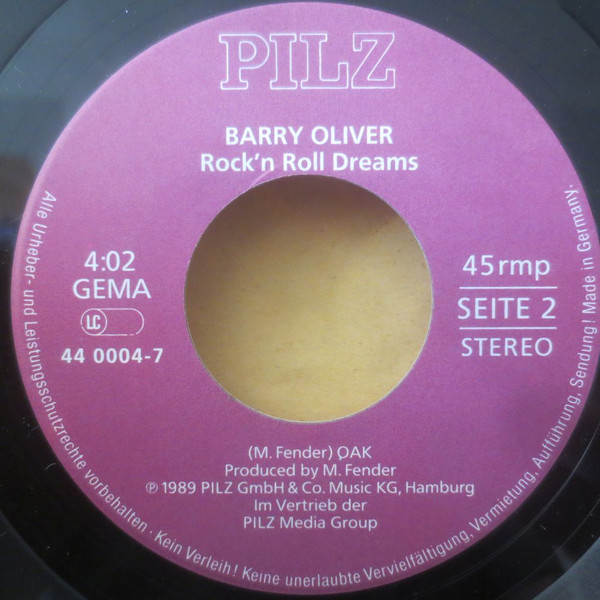 PILZ
BARRY OLIVER
Rock'n Roll Dreams
4:02
GEMA
LC
44 0004-7
45rmp
SEITE 2
STEREO
(M. Fender) OAK
Produced by M. Fender
℗ 1989 PILZ GmbH & Co. Music KG, Hamburg
Im Vertrieb der
PILZ Media Group
Alle Urheber- und Leistungsschutzrechte vorbehalten · Kein Verleih! Keine unerlaubte Vervielfältigung, Vermietung, Aufführung, Sendung! Made in Germany.